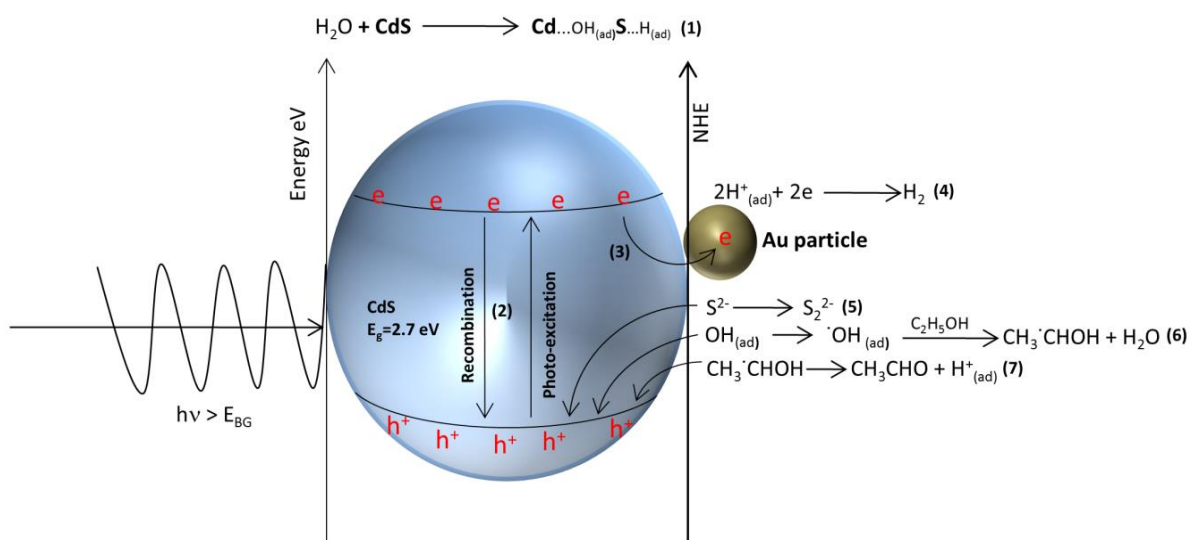 H₂O + CdS ⟶ Cd...OH₍ad₎S...H₍ad₎ (1)
Energy eV
NHE
e e e e e
2H⁺₍ad₎ + 2e ⟶ H₂ (4)
e
Au particle
(3)
Recombination
(2)
Photo-excitation
CdS
E_g=2.7 eV
S²⁻ ⟶ S₂²⁻ (5)
OH₍ad₎ ⟶ ˙OH₍ad₎ C₂H₅OH ⟶ CH₃˙CHOH + H₂O (6)
CH₃˙CHOH ⟶ CH₃CHO + H⁺₍ad₎ (7)
hν > E_BG
h⁺ h⁺ h⁺ h⁺ h⁺